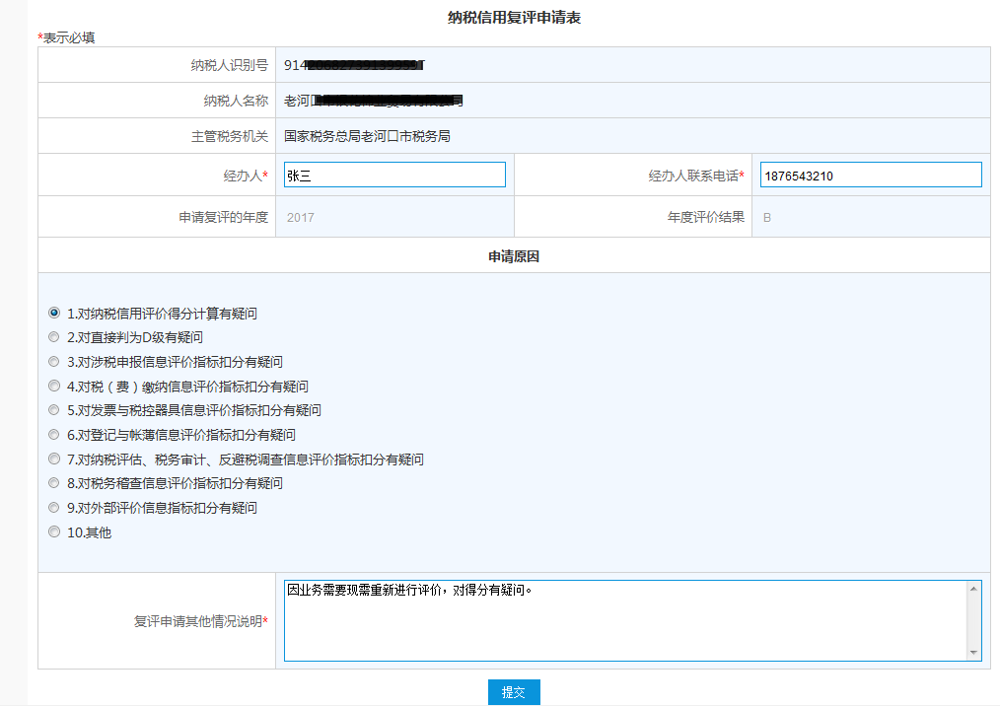 纳税信用复评申请表
*表示必填
纳税人识别号 914
纳税人名称 老河口
主管税务机关 国家税务总局老河口市税务局
经办人* 张三 经办人联系电话* 1876543210
申请复评的年度 2017 年度评价结果 B
申请原因
1.对纳税信用评价得分计算有疑问
2.对直接判为D级有疑问
3.对涉税申报信息评价指标扣分有疑问
4.对税（费）缴纳信息评价指标扣分有疑问
5.对发票与税控器具信息评价指标扣分有疑问
6.对登记与帐薄信息评价指标扣分有疑问
7.对纳税评估、税务审计、反避税调查信息评价指标扣分有疑问
8.对税务稽查信息评价指标扣分有疑问
9.对外部评价信息指标扣分有疑问
10.其他
复评申请其他情况说明* 因业务需要现需重新进行评价，对得分有疑问。
提交